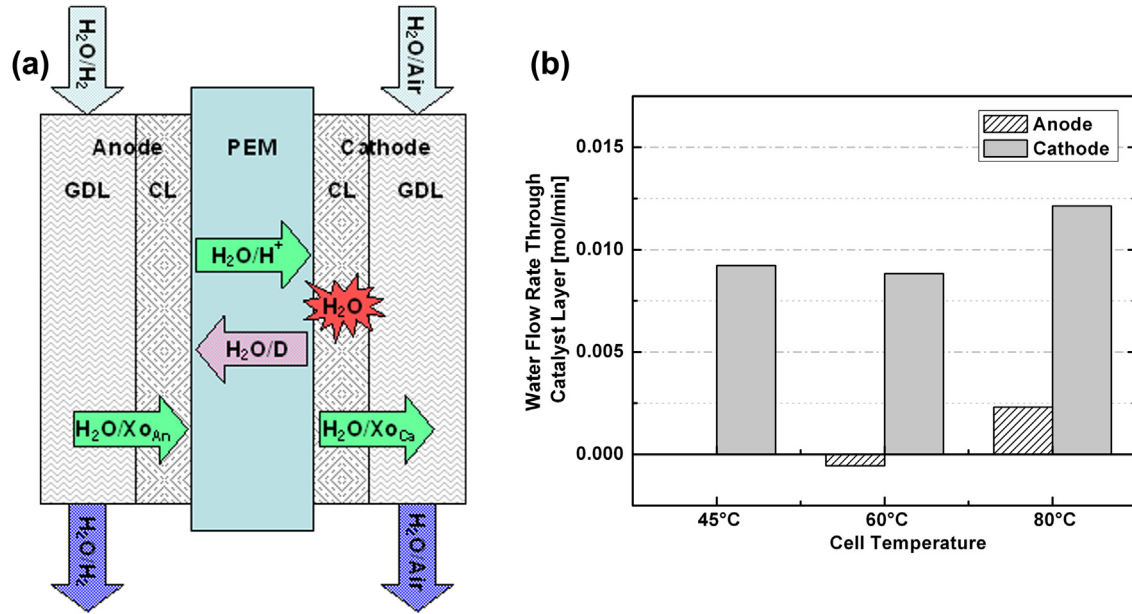 (a)
H₂O/H₂
H₂O/Air
Anode
PEM
Cathode
GDL
CL
CL
GDL
H₂O/H⁺
H₂O
H₂O/D
H₂O/Xo_An
H₂O/Xo_Ca
H₂O/H₂
H₂O/Air
(b)
Anode
Cathode
Water Flow Rate Through
Catalyst Layer [mol/min]
0.015
0.010
0.005
0.000
45°C
60°C
80°C
Cell Temperature